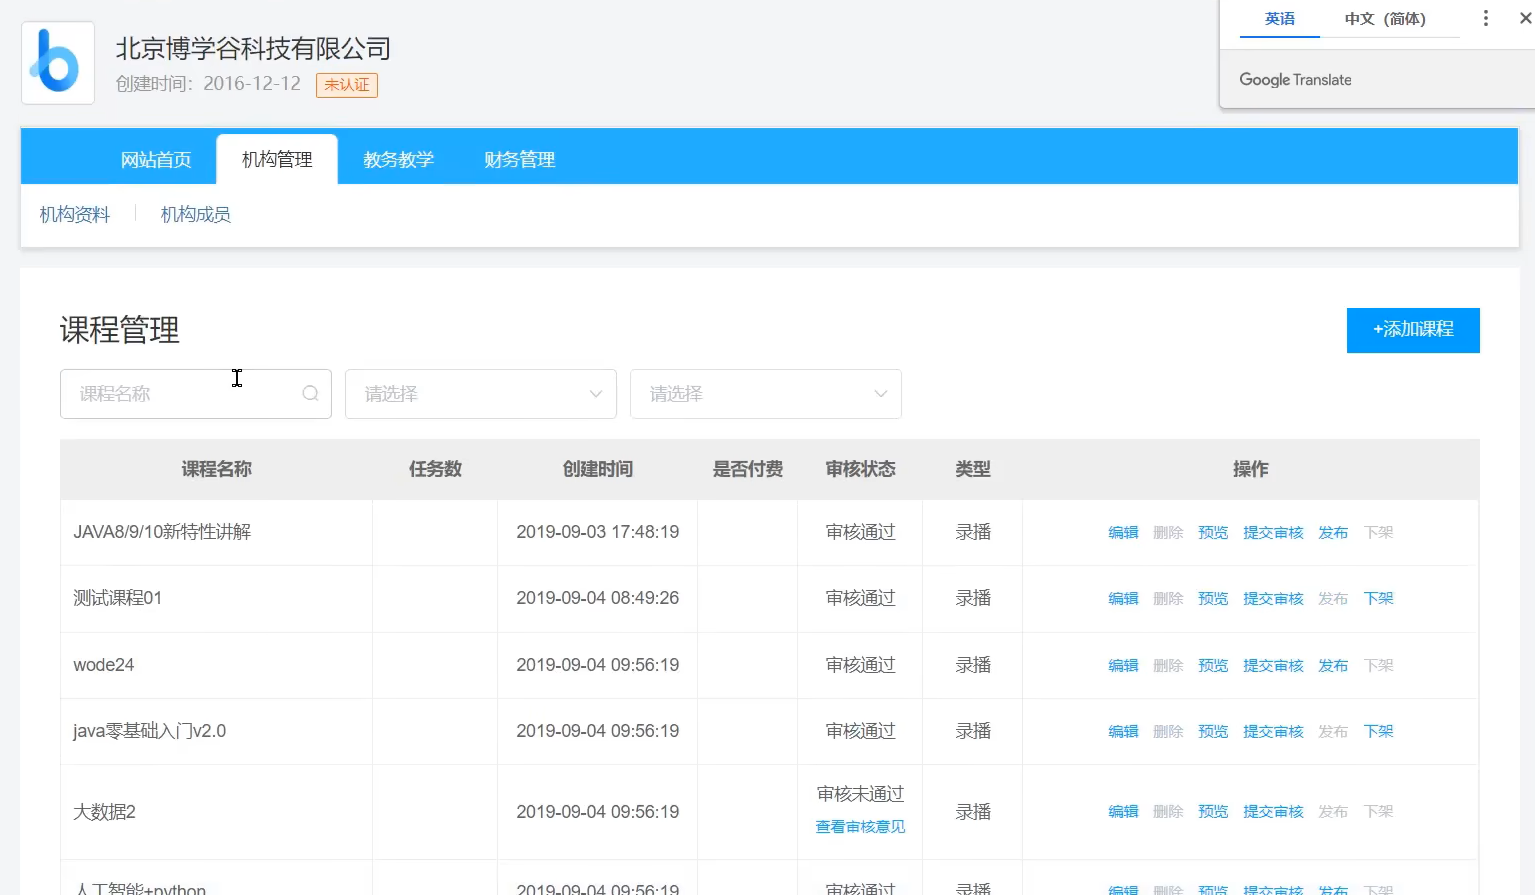 英语 中文（简体）
北京博学谷科技有限公司
创建时间：2016-12-12 未认证
Google Translate
网站首页 机构管理 教务教学 财务管理
机构资料 机构成员
课程管理 +添加课程
课程名称 请选择 请选择
课程名称 任务数 创建时间 是否付费 审核状态 类型 操作
JAVA8/9/10新特性讲解 2019-09-03 17:48:19 审核通过 录播 编辑 删除 预览 提交审核 发布 下架
测试课程01 2019-09-04 08:49:26 审核通过 录播 编辑 删除 预览 提交审核 发布 下架
wode24 2019-09-04 09:56:19 审核通过 录播 编辑 删除 预览 提交审核 发布 下架
java零基础入门v2.0 2019-09-04 09:56:19 审核通过 录播 编辑 删除 预览 提交审核 发布 下架
大数据2 2019-09-04 09:56:19 审核未通过 录播 编辑 删除 预览 提交审核 发布 下架
查看审核意见
人工智能+python 2019-09-04 09:56:19 审核通过 录播 编辑 删除 预览 提交审核 发布 下架